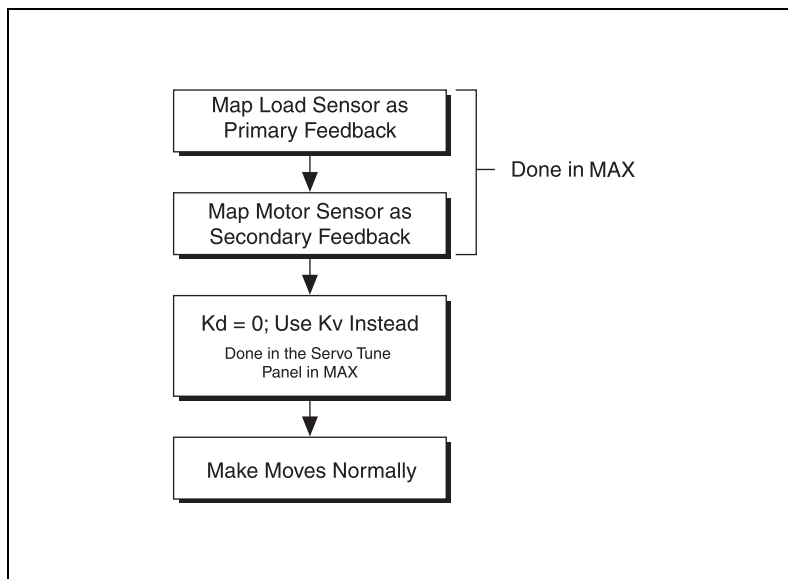 Map Load Sensor as
Primary Feedback
Done in MAX
Map Motor Sensor as
Secondary Feedback
Kd = 0; Use Kv Instead
Done in the Servo Tune
Panel in MAX
Make Moves Normally